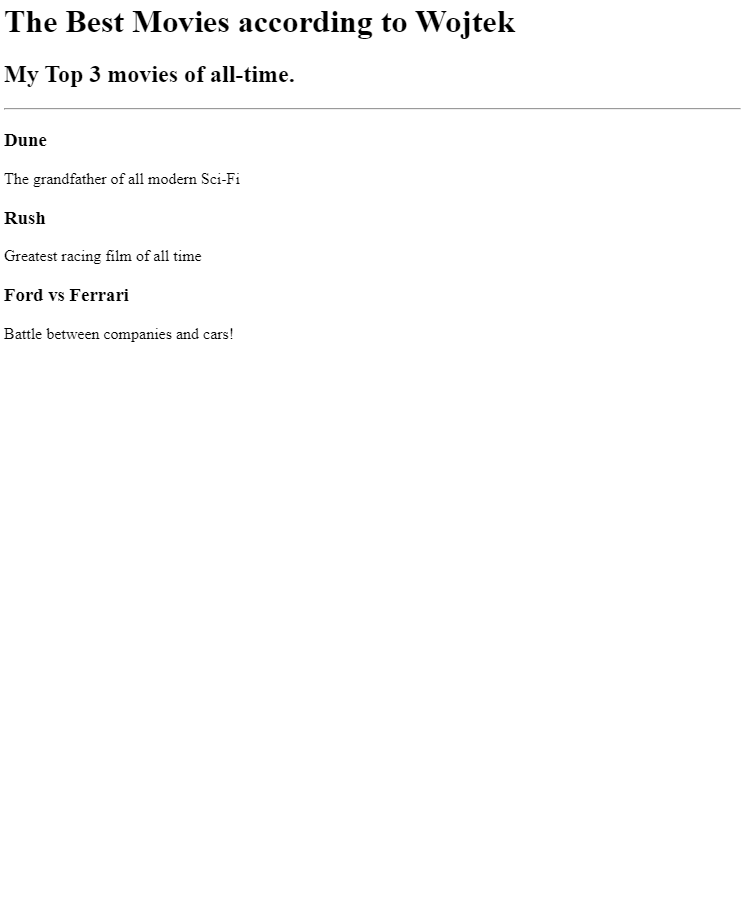 The Best Movies according to Wojtek
My Top 3 movies of all-time.
Dune
The grandfather of all modern Sci-Fi
Rush
Greatest racing film of all time
Ford vs Ferrari
Battle between companies and cars!